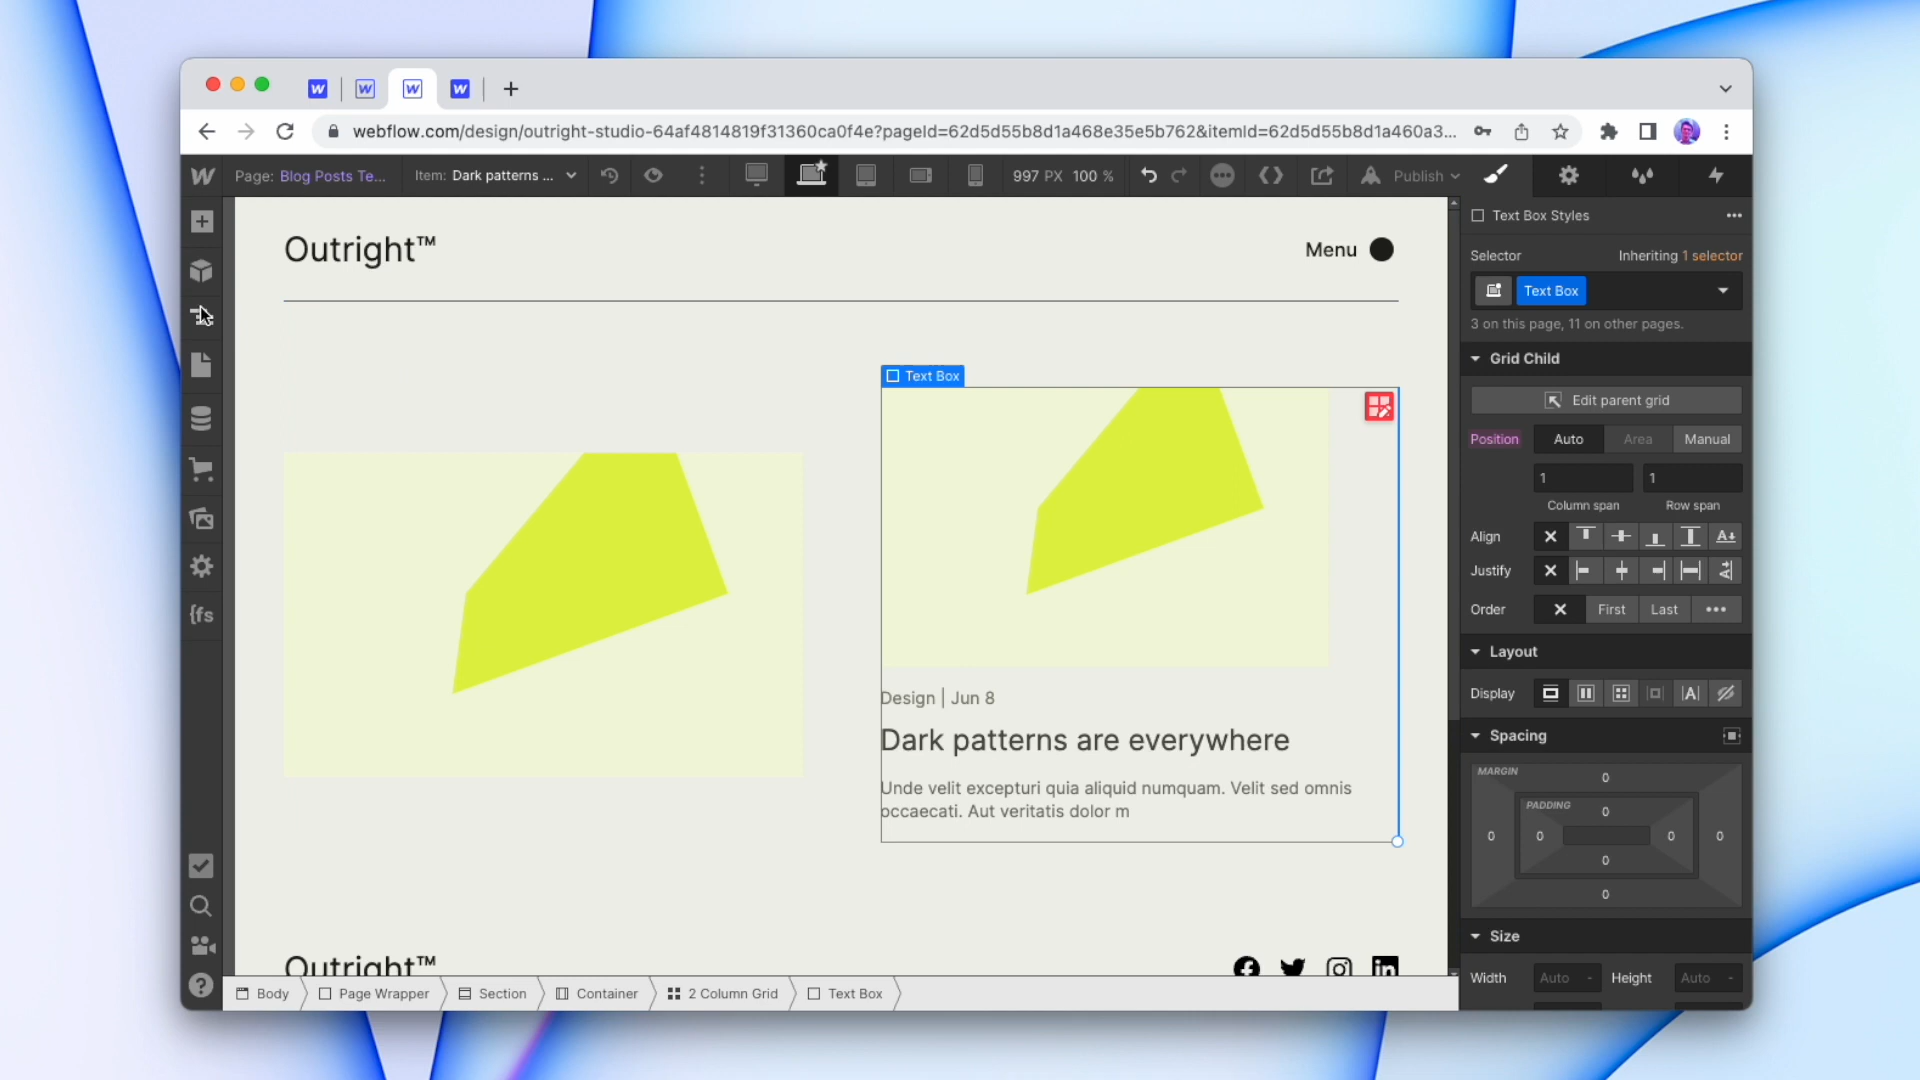 webflow.com/design/outright-studio-64af4814819f31360ca0f4e?pageId=62d5d55b8d1a468e35e5b762&itemId=62d5d55b8d1a460a3...
Page: Blog Posts Te... Item: Dark patterns ... 997 PX 100 % Publish
{fs
Outright™ Menu
Text Box
Design | Jun 8
Dark patterns are everywhere
Unde velit excepturi quia aliquid numquam. Velit sed omnis
occaecati. Aut veritatis dolor m
Outright™
Body Page Wrapper Section Container 2 Column Grid Text Box
Text Box Styles
Selector Inheriting 1 selector
Text Box
3 on this page, 11 on other pages.
Grid Child
Edit parent grid
Position Auto Area Manual
1 1
Column span Row span
Align
Justify
Order First Last
Layout
Display
Spacing
MARGIN 0
PADDING 0
0 0 0 0
0
0
Size
Width Auto - Height Auto -